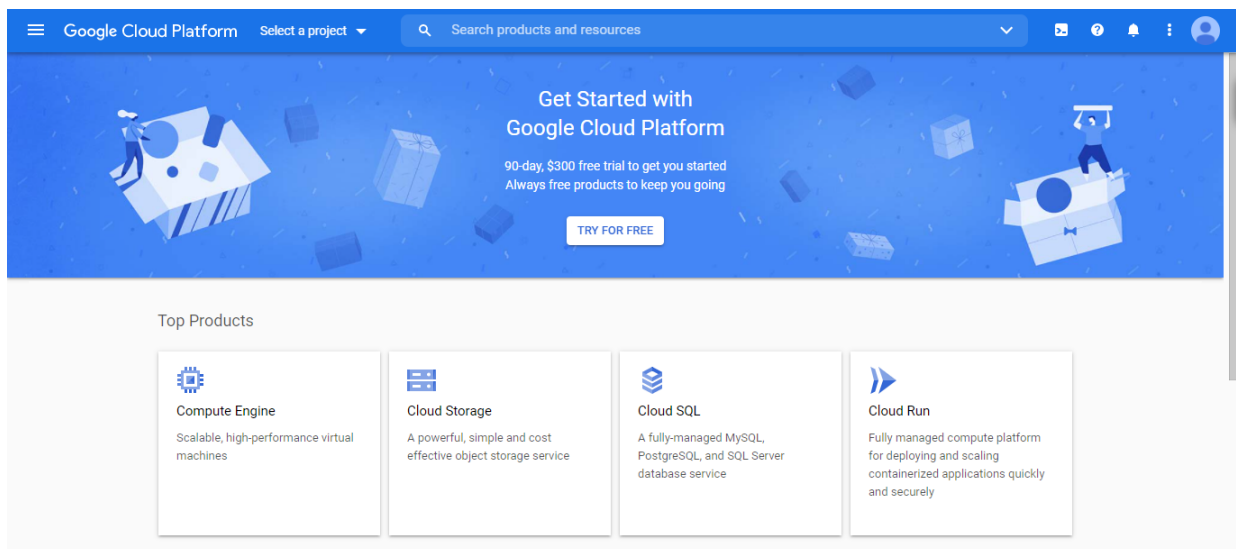 Google Cloud Platform
Select a project
Search products and resources
Get Started with
Google Cloud Platform
90-day, $300 free trial to get you started
Always free products to keep you going
TRY FOR FREE
Top Products
Compute Engine
Scalable, high-performance virtual
machines
Cloud Storage
A powerful, simple and cost
effective object storage service
Cloud SQL
A fully-managed MySQL,
PostgreSQL, and SQL Server
database service
Cloud Run
Fully managed compute platform
for deploying and scaling
containerized applications quickly
and securely